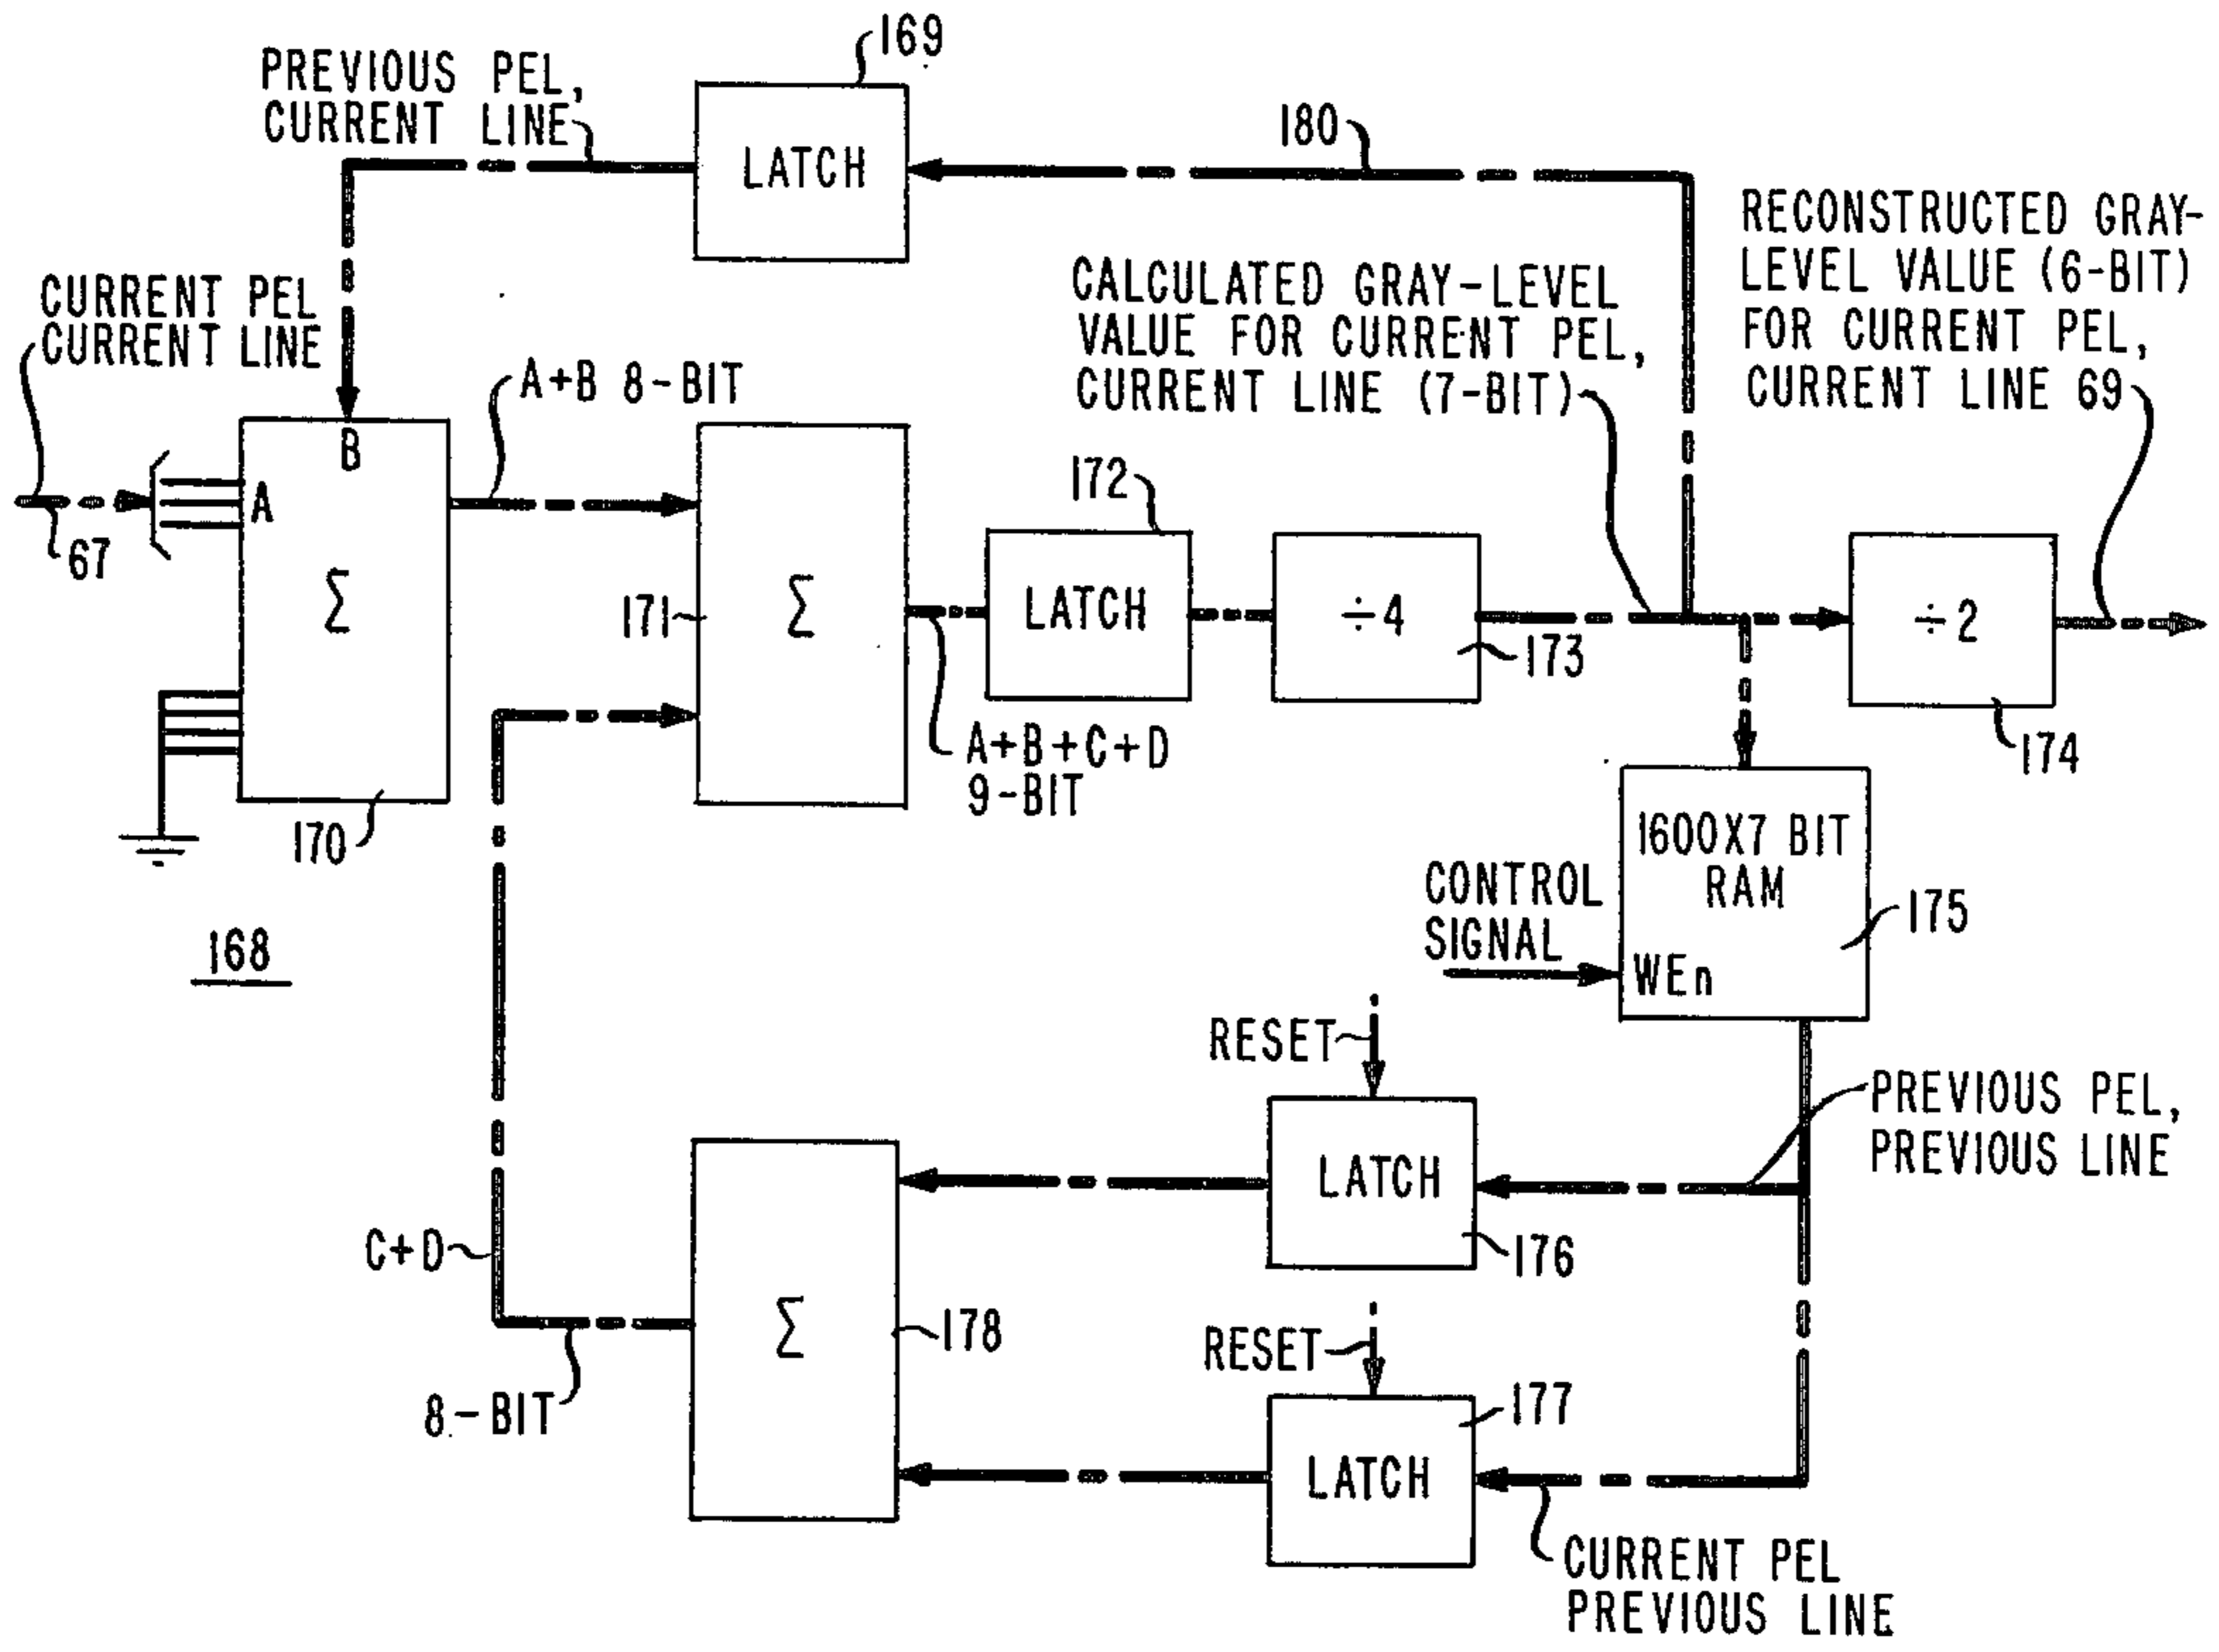 169
PREVIOUS PEL,
CURRENT LINE
LATCH
180
RECONSTRUCTED GRAY-
LEVEL VALUE (6-BIT)
FOR CURRENT PEL,
CURRENT LINE 69
CALCULATED GRAY-LEVEL
VALUE FOR CURRENT PEL,
CURRENT LINE (7-BIT)
CURRENT PEL
CURRENT LINE
A+B 8-BIT
B
A
67
Σ
170
171
Σ
172
LATCH
÷4
173
÷2
174
A+B+C+D
9-BIT
1600X7 BIT
RAM
175
CONTROL
SIGNAL
WEn
168
RESET
LATCH
176
PREVIOUS PEL,
PREVIOUS LINE
C+D
8-BIT
Σ
178
RESET
177
LATCH
CURRENT PEL
PREVIOUS LINE